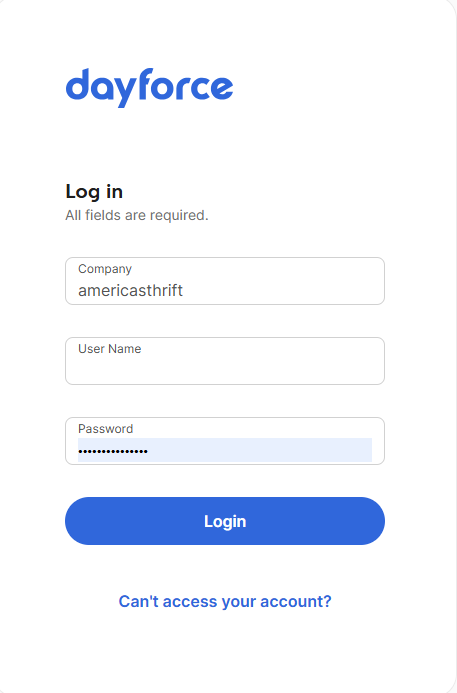 dayforce
Log in
All fields are required.
Company
americasthrift
User Name
Password
•••••••••••••••
Login
Can't access your account?